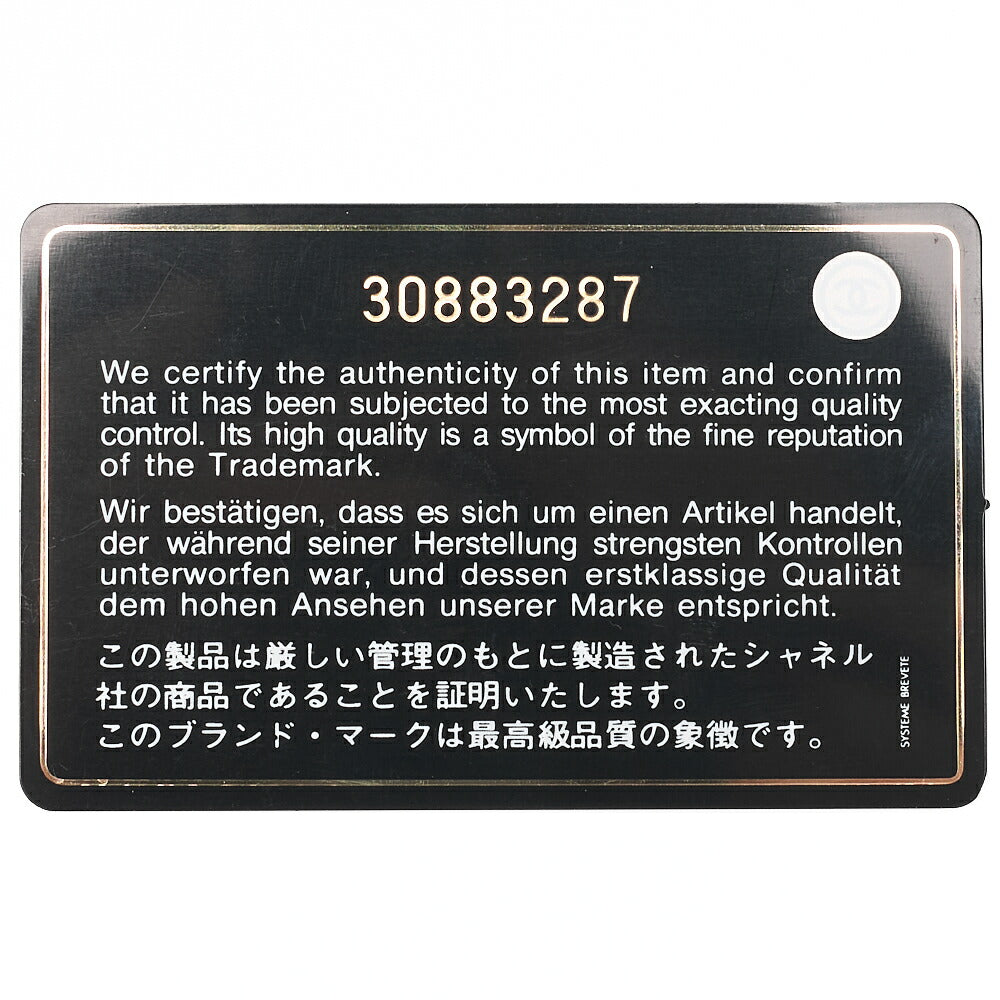 30883287
We certify the authenticity of this item and confirm
that it has been subjected to the most exacting quality
control. Its high quality is a symbol of the fine reputation
of the Trademark.
Wir bestätigen, dass es sich um einen Artikel handelt,
der während seiner Herstellung strengsten Kontrollen
unterworfen war, und dessen erstklassige Qualität
dem hohen Ansehen unserer Marke entspricht.
この製品は厳しい管理のもとに製造されたシャネル
社の商品であることを証明いたします。
このブランド・マークは最高級品質の象徴です。
SYSTEME BREVETE